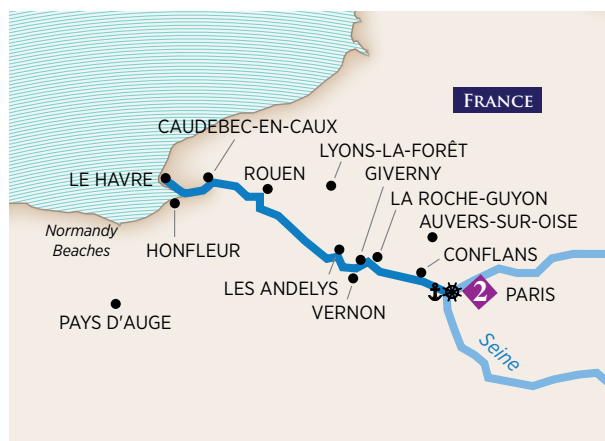 FRANCE
CAUDEBEC-EN-CAUX
LYONS-LA-FORÊT
LE HAVRE
ROUEN
GIVERNY
LA ROCHE-GUYON
AUVERS-SUR-OISE
Normandy
Beaches
HONFLEUR
CONFLANS
LES ANDELYS
2
PARIS
VERNON
PAYS D'AUGE
Seine